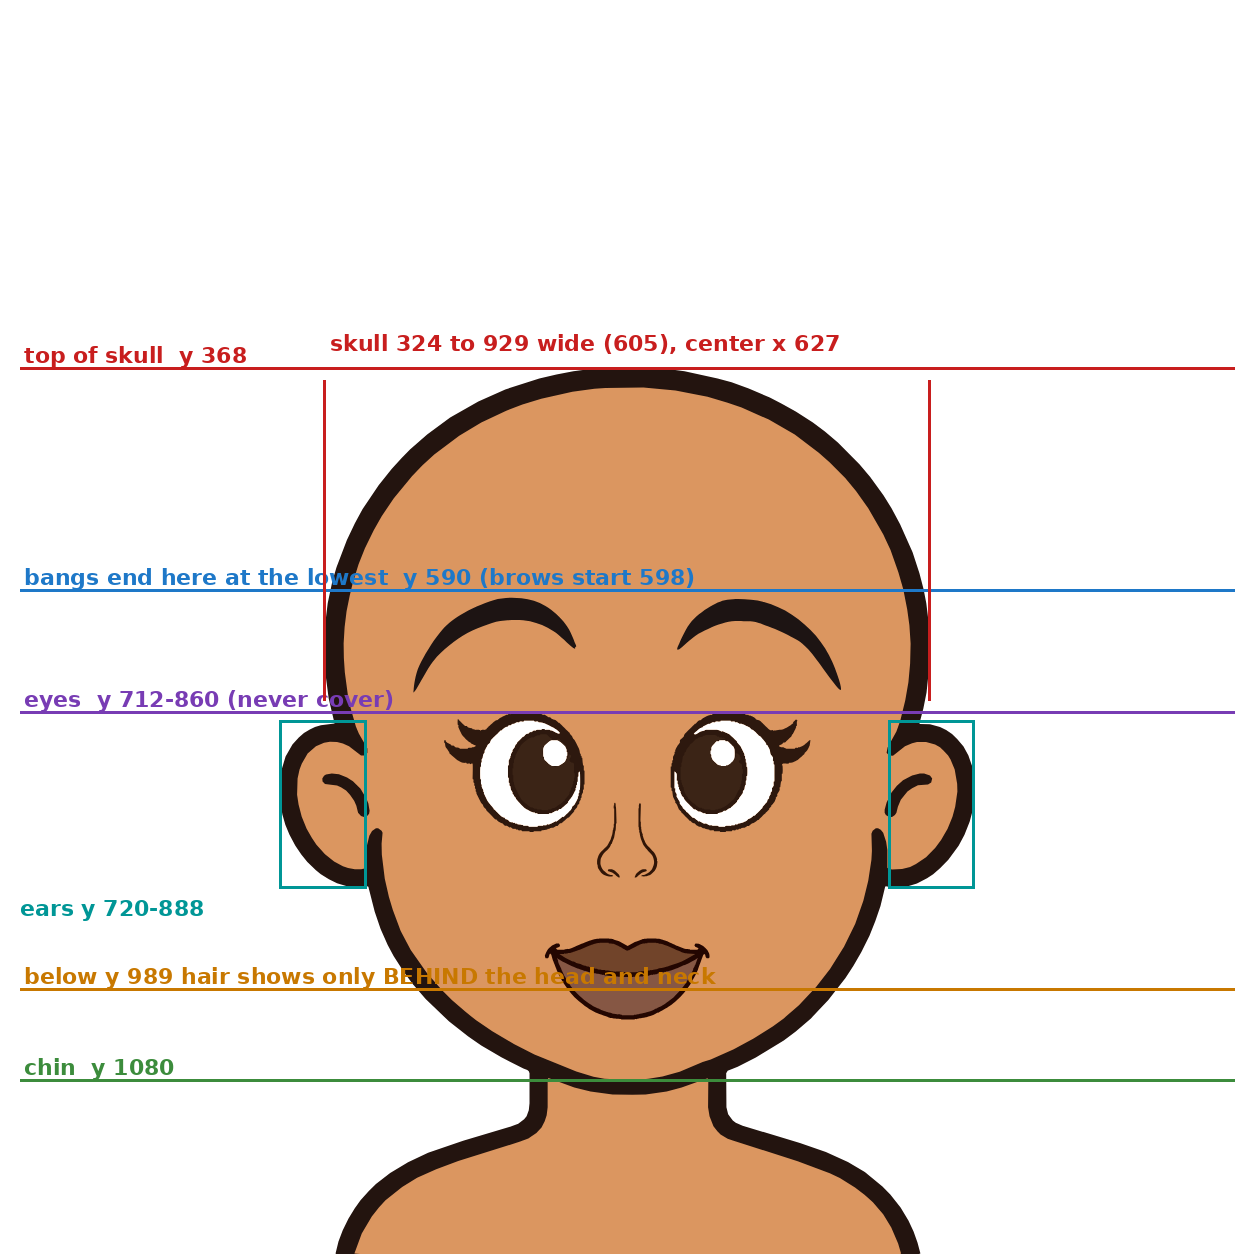 skull 324 to 929 wide (605), center x 627
top of skull  y 368
bangs end here at the lowest  y 590 (brows start 598)
eyes  y 712-860 (never cover)
ears y 720-888
below y 989 hair shows only BEHIND the head and neck
chin  y 1080